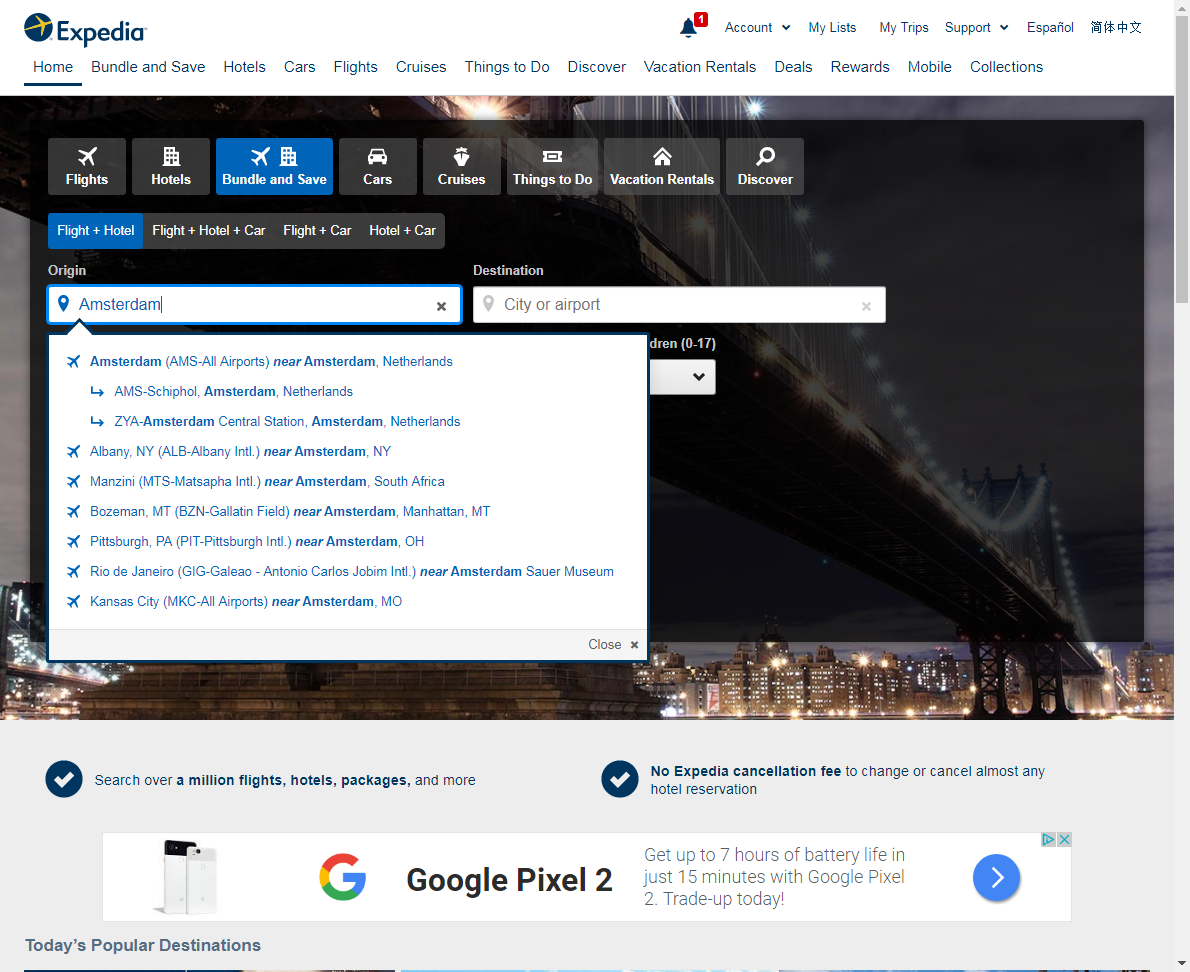 Expedia
1
Account
My Lists
My Trips
Support
Español
简体中文
Home
Bundle and Save
Hotels
Cars
Flights
Cruises
Things to Do
Discover
Vacation Rentals
Deals
Rewards
Mobile
Collections
Flights
Hotels
Bundle and Save
Cars
Cruises
Things to Do
Vacation Rentals
Discover
Flight + Hotel
Flight + Hotel + Car
Flight + Car
Hotel + Car
Origin
Destination
Amsterdam
City or airport
dren (0-17)
Amsterdam (AMS-All Airports) near Amsterdam, Netherlands
AMS-Schiphol, Amsterdam, Netherlands
ZYA-Amsterdam Central Station, Amsterdam, Netherlands
Albany, NY (ALB-Albany Intl.) near Amsterdam, NY
Manzini (MTS-Matsapha Intl.) near Amsterdam, South Africa
Bozeman, MT (BZN-Gallatin Field) near Amsterdam, Manhattan, MT
Pittsburgh, PA (PIT-Pittsburgh Intl.) near Amsterdam, OH
Rio de Janeiro (GIG-Galeao - Antonio Carlos Jobim Intl.) near Amsterdam Sauer Museum
Kansas City (MKC-All Airports) near Amsterdam, MO
Close
Search over a million flights, hotels, packages, and more
No Expedia cancellation fee to change or cancel almost any
hotel reservation
Google Pixel 2
Get up to 7 hours of battery life in
just 15 minutes with Google Pixel
2. Trade-up today!
Today's Popular Destinations